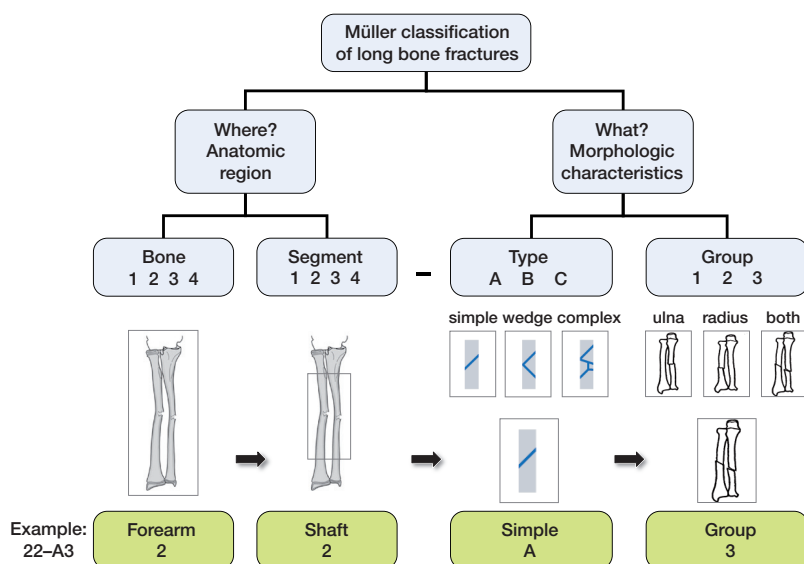 Müller classification
of long bone fractures
Where?
Anatomic
region
What?
Morphologic
characteristics
Bone
1 2 3 4
Segment
1 2 3 4
–
Type
A B C
Group
1 2 3
simple wedge complex
ulna radius both
Example:
22–A3
Forearm
2
Shaft
2
Simple
A
Group
3